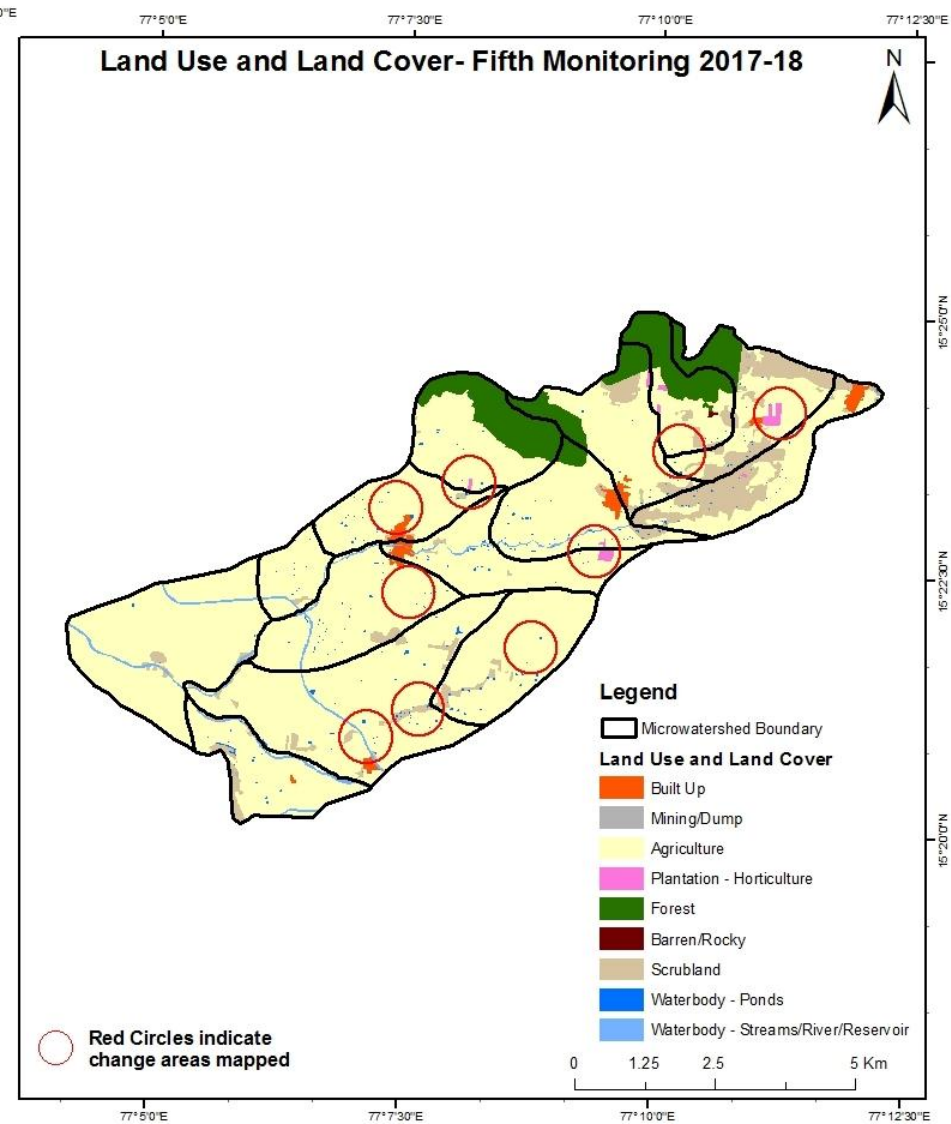 0"E
77°5'0"E
77°7'30"E
77°10'0"E
77°12'30"E
Land Use and Land Cover- Fifth Monitoring 2017-18
N
15°25'0"N
15°22'30"N
15°20'0"N
Legend
Microwatershed Boundary
Land Use and Land Cover
Built Up
Mining/Dump
Agriculture
Plantation - Horticulture
Forest
Barren/Rocky
Scrubland
Waterbody - Ponds
Waterbody - Streams/River/Reservoir
Red Circles indicate
change areas mapped
0 1.25 2.5 5 Km
77°5'0"E
77°7'30"E
77°10'0"E
77°12'30"E